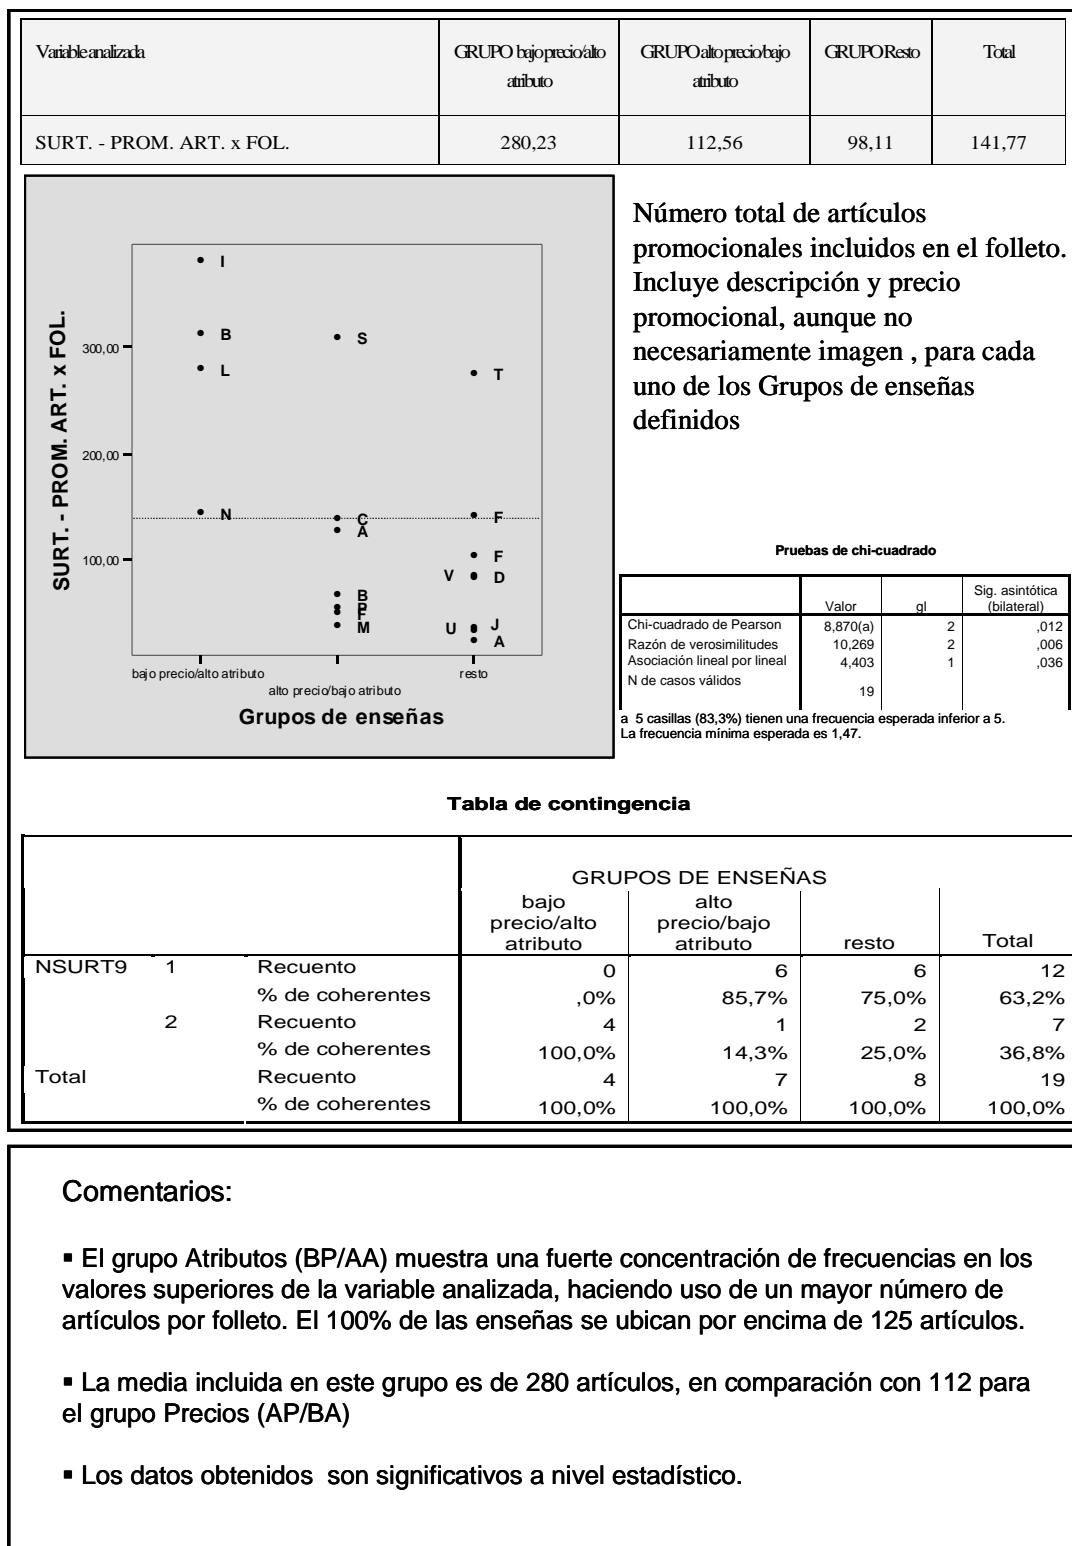 Variable analizada GRUPO bajo precio/alto atributo GRUPO alto precio/bajo atributo GRUPO Resto Total
SURT. - PROM. ART. x FOL. 280,23 112,56 98,11 141,77
SURT. - PROM. ART. x FOL.
300,00
200,00
100,00
I
B
L
N
S
C
A
B
P
F
M
T
F
F
V D
U J
A
bajo precio/alto atributo
alto precio/bajo atributo
resto
Grupos de enseñas
Número total de artículos
promocionales incluidos en el folleto.
Incluye descripción y precio
promocional, aunque no
necesariamente imagen , para cada
uno de los Grupos de enseñas
definidos
Pruebas de chi-cuadrado
Valor gl Sig. asintótica (bilateral)
Chi-cuadrado de Pearson 8,870(a) 2 ,012
Razón de verosimilitudes 10,269 2 ,006
Asociación lineal por lineal 4,403 1 ,036
N de casos válidos 19
a 5 casillas (83,3%) tienen una frecuencia esperada inferior a 5.
La frecuencia mínima esperada es 1,47.
Tabla de contingencia
GRUPOS DE ENSEÑAS
bajo precio/alto atributo alto precio/bajo atributo resto Total
NSURT9 1 Recuento 0 6 6 12
% de coherentes ,0% 85,7% 75,0% 63,2%
2 Recuento 4 1 2 7
% de coherentes 100,0% 14,3% 25,0% 36,8%
Total Recuento 4 7 8 19
% de coherentes 100,0% 100,0% 100,0% 100,0%
Comentarios:
▪ El grupo Atributos (BP/AA) muestra una fuerte concentración de frecuencias en los
valores superiores de la variable analizada, haciendo uso de un mayor número de
artículos por folleto. El 100% de las enseñas se ubican por encima de 125 artículos.
▪ La media incluida en este grupo es de 280 artículos, en comparación con 112 para
el grupo Precios (AP/BA)
▪ Los datos obtenidos son significativos a nivel estadístico.